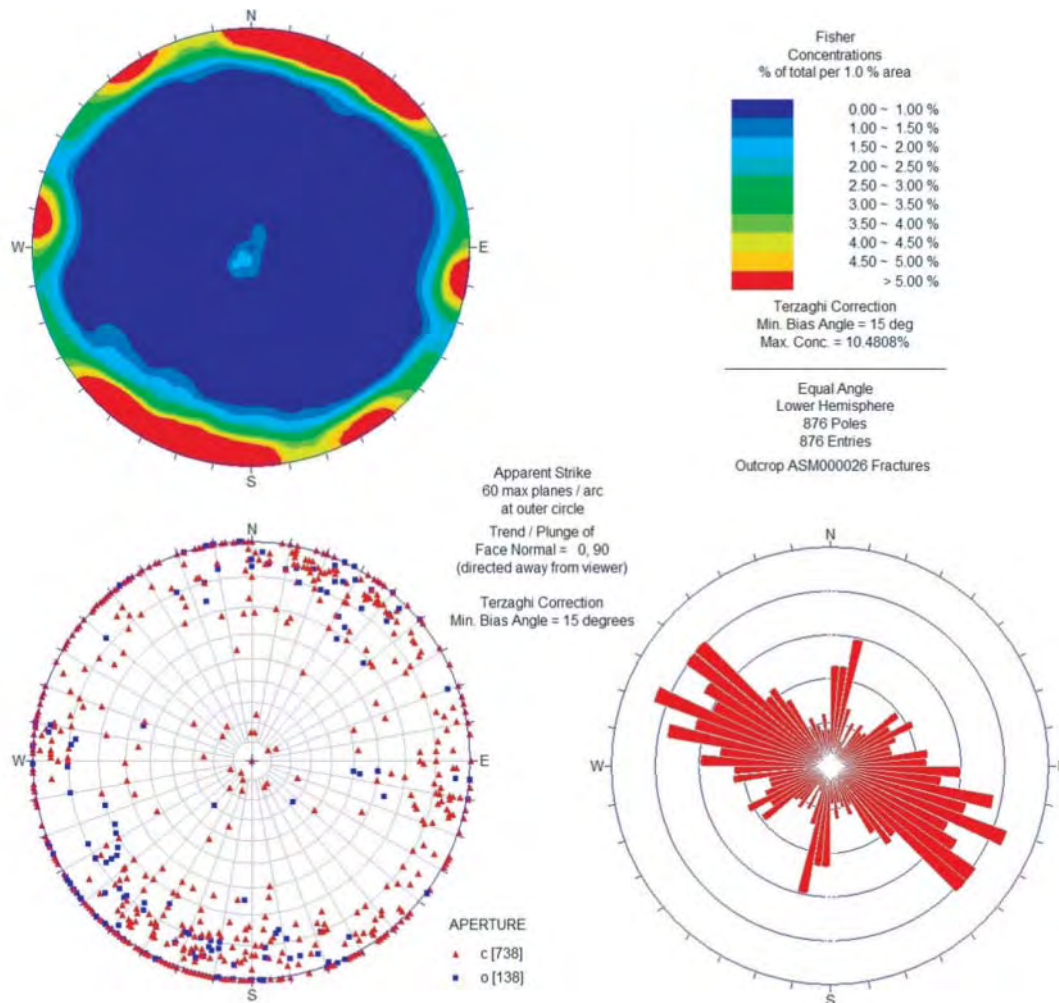 N
W
E
S
Fisher
Concentrations
% of total per 1.0 % area
0.00 ~ 1.00 %
1.00 ~ 1.50 %
1.50 ~ 2.00 %
2.00 ~ 2.50 %
2.50 ~ 3.00 %
3.00 ~ 3.50 %
3.50 ~ 4.00 %
4.00 ~ 4.50 %
4.50 ~ 5.00 %
> 5.00 %
Terzaghi Correction
Min. Bias Angle = 15 deg
Max. Conc. = 10.4808%
Equal Angle
Lower Hemisphere
876 Poles
876 Entries
Outcrop ASM000026 Fractures
Apparent Strike
60 max planes / arc
at outer circle
Trend / Plunge of
Face Normal = 0, 90
(directed away from viewer)
Terzaghi Correction
Min. Bias Angle = 15 degrees
N
W
E
S
APERTURE
c [738]
o [138]
N
W
S